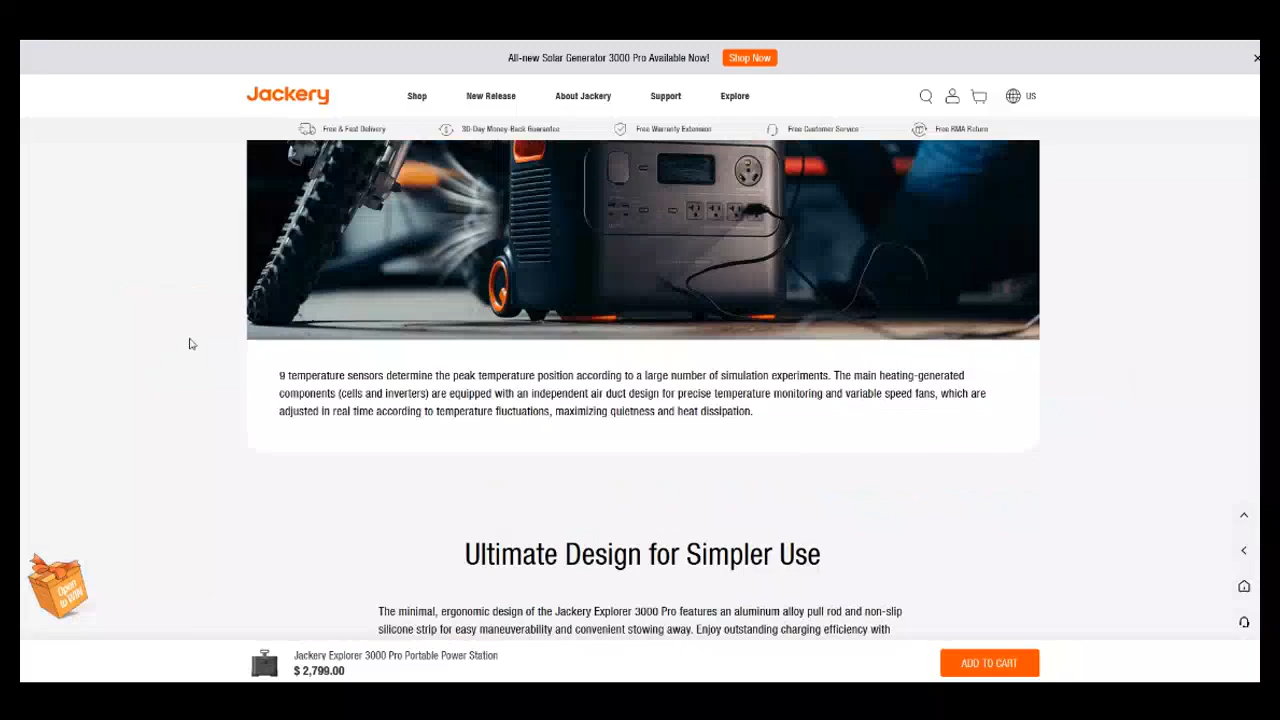 All-new Solar Generator 3000 Pro Available Now! Shop Now
Jackery Shop New Release About Jackery Support Explore US
Free & Fast Delivery 30-Day Money-Back Guarantee Free Warranty Extension Free Customer Service Free RMA Return
9 temperature sensors determine the peak temperature position according to a large number of simulation experiments. The main heating-generated
components (cells and inverters) are equipped with an independent air duct design for precise temperature monitoring and variable speed fans, which are
adjusted in real time according to temperature fluctuations, maximizing quietness and heat dissipation.
Ultimate Design for Simpler Use
Open
to WIN
The minimal, ergonomic design of the Jackery Explorer 3000 Pro features an aluminum alloy pull rod and non-slip
silicone strip for easy maneuverability and convenient stowing away. Enjoy outstanding charging efficiency with
Jackery Explorer 3000 Pro Portable Power Station
$ 2,799.00
ADD TO CART